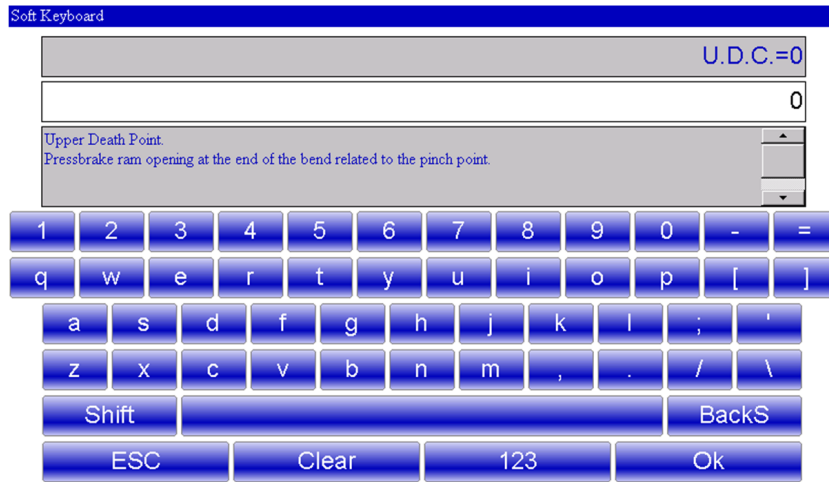 Soft Keyboard
U.D.C.=0
0
Upper Death Point.
Pressbrake ram opening at the end of the bend related to the pinch point.
1 2 3 4 5 6 7 8 9 0 - =
q w e r t y u i o p [ ]
a s d f g h j k l ; '
z x c v b n m , . / \
Shift BackS
ESC Clear 123 Ok